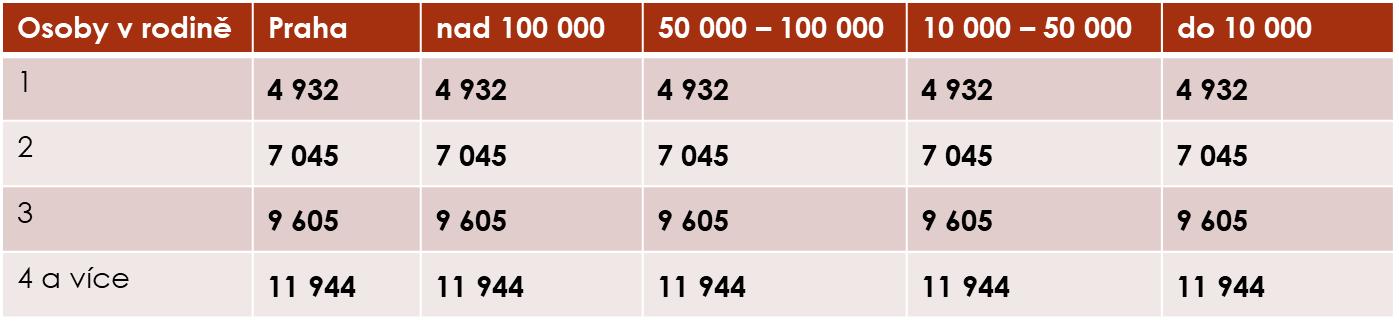 Osoby v rodině Praha nad 100 000 50 000 – 100 000 10 000 – 50 000 do 10 000
1 4 932 4 932 4 932 4 932 4 932
2 7 045 7 045 7 045 7 045 7 045
3 9 605 9 605 9 605 9 605 9 605
4 a více 11 944 11 944 11 944 11 944 11 944